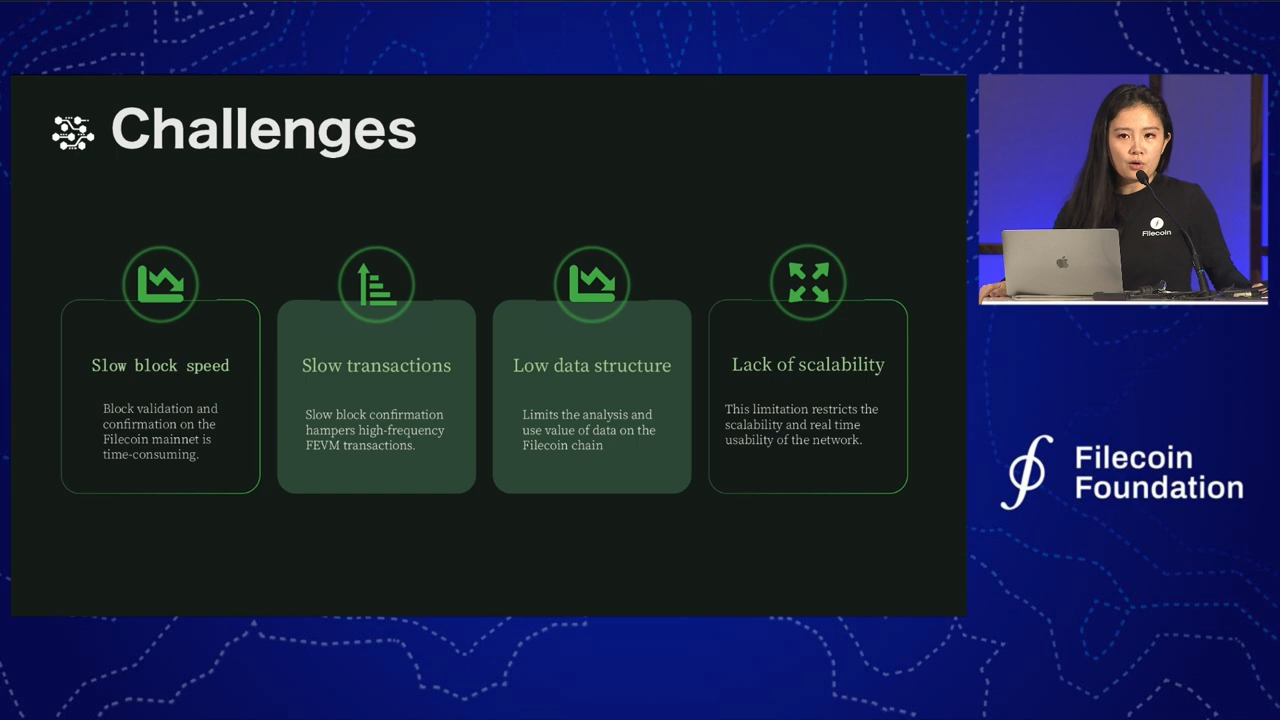 Challenges
Slow block speed
Block validation and
confirmation on the
Filecoin mainnet is
time-consuming.
Slow transactions
Slow block confirmation
hampers high-frequency
FEVM transactions.
Low data structure
Limits the analysis and
use value of data on the
Filecoin chain
Lack of scalability
This limitation restricts the
scalability and real time
usability of the network.
Filecoin
Filecoin
Foundation